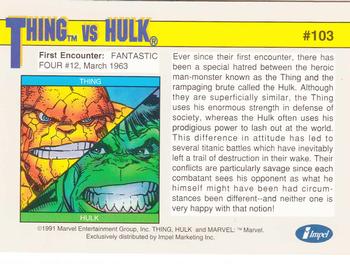 THING™ VS HULK®
#103
First Encounter: FANTASTIC
FOUR #12, March 1963
THING
HULK
Ever since their first encounter, there has
been a special hatred between the heroic
man-monster known as the Thing and the
rampaging brute called the Hulk. Although
they are superficially similar, the Thing
uses his enormous strength in defense of
society, whereas the Hulk often uses his
prodigious power to lash out at the world.
This difference in attitude has led to
several titanic battles which have inevitably
left a trail of destruction in their wake. Their
conflicts are particularly savage since each
combatant sees his opponent as what he
himself might have been had circum-
stances been different--and neither one is
very happy with that notion!
©1991 Marvel Entertainment Group, Inc. THING, HULK and MARVEL: ™ Marvel.
Exclusively distributed by Impel Marketing Inc.
Impel